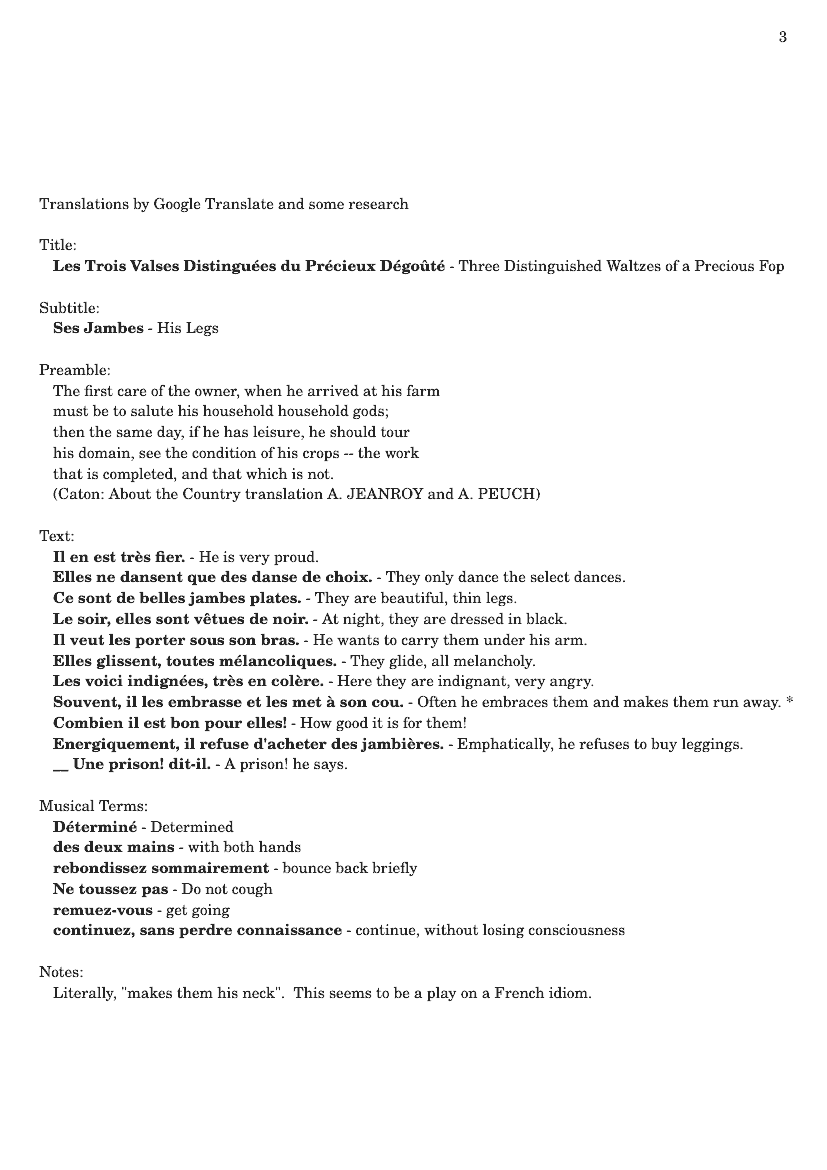 3
Translations by Google Translate and some research
Title:
Les Trois Valses Distinguées du Précieux Dégoûté - Three Distinguished Waltzes of a Precious Fop
Subtitle:
Ses Jambes - His Legs
Preamble:
The first care of the owner, when he arrived at his farm
must be to salute his household household gods;
then the same day, if he has leisure, he should tour
his domain, see the condition of his crops -- the work
that is completed, and that which is not.
(Caton: About the Country translation A. JEANROY and A. PEUCH)
Text:
Il en est très fier. - He is very proud.
Elles ne dansent que des danse de choix. - They only dance the select dances.
Ce sont de belles jambes plates. - They are beautiful, thin legs.
Le soir, elles sont vêtues de noir. - At night, they are dressed in black.
Il veut les porter sous son bras. - He wants to carry them under his arm.
Elles glissent, toutes mélancoliques. - They glide, all melancholy.
Les voici indignées, très en colère. - Here they are indignant, very angry.
Souvent, il les embrasse et les met à son cou. - Often he embraces them and makes them run away. *
Combien il est bon pour elles! - How good it is for them!
Energiquement, il refuse d'acheter des jambières. - Emphatically, he refuses to buy leggings.
__ Une prison! dit-il. - A prison! he says.
Musical Terms:
Déterminé - Determined
des deux mains - with both hands
rebondissez sommairement - bounce back briefly
Ne toussez pas - Do not cough
remuez-vous - get going
continuez, sans perdre connaissance - continue, without losing consciousness
Notes:
Literally, "makes them his neck".  This seems to be a play on a French idiom.